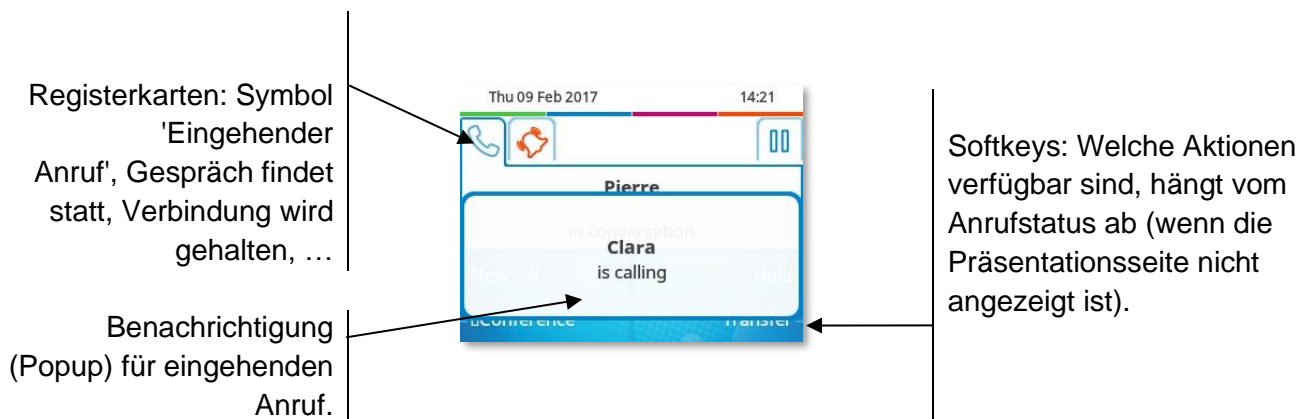 Registerkarten: Symbol
'Eingehender
Anruf', Gespräch findet
statt, Verbindung wird
gehalten, …
Benachrichtigung
(Popup) für eingehenden
Anruf.
Thu 09 Feb 2017 14:21
Pierre
in conversation
Clara
is calling
New call Hold
Conference Transfer
Softkeys: Welche Aktionen
verfügbar sind, hängt vom
Anrufstatus ab (wenn die
Präsentationsseite nicht
angezeigt ist).